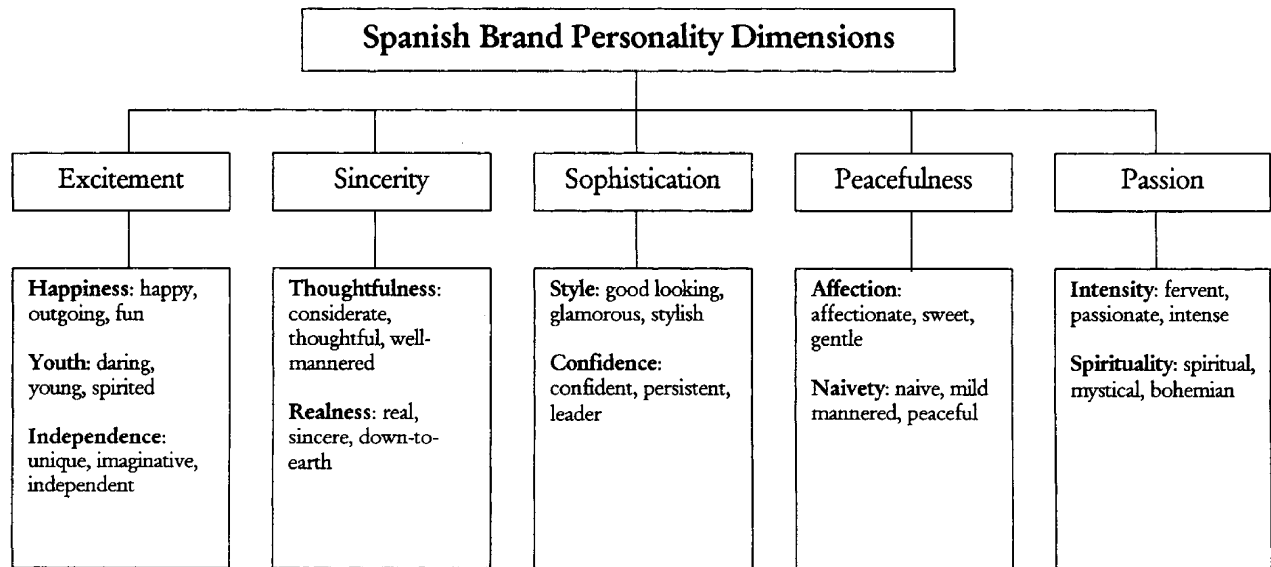 Spanish Brand Personality Dimensions
Excitement
Sincerity
Sophistication
Peacefulness
Passion
Happiness: happy,
outgoing, fun
Youth: daring,
young, spirited
Independence:
unique, imaginative,
independent
Thoughtfulness:
considerate,
thoughtful, well-
mannered
Realness: real,
sincere, down-to-
earth
Style: good looking,
glamorous, stylish
Confidence:
confident, persistent,
leader
Affection:
affectionate, sweet,
gentle
Naivety: naive, mild
mannered, peaceful
Intensity: fervent,
passionate, intense
Spirituality: spiritual,
mystical, bohemian